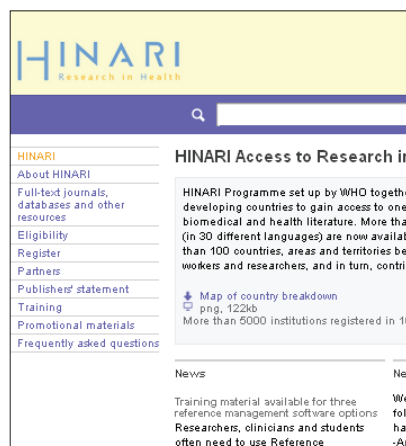 HINARI
Research in Health
HINARI
About HINARI
Full-text journals,
databases and other
resources
Eligibility
Register
Partners
Publishers' statement
Training
Promotional materials
Frequently asked questions
HINARI Access to Research i
HINARI Programme set up by WHO togeth
developing countries to gain access to one
biomedical and health literature. More tha
(in 30 different languages) are now availa
than 100 countries, areas and territories be
workers and researchers, and in turn, contri
Map of country breakdown
png, 122kb
More than 5000 institutions registered in 1
News
Training material available for three
reference management software options
Researchers, clinicians and students
often need to use Reference
Ne
We
fol
ha
-A